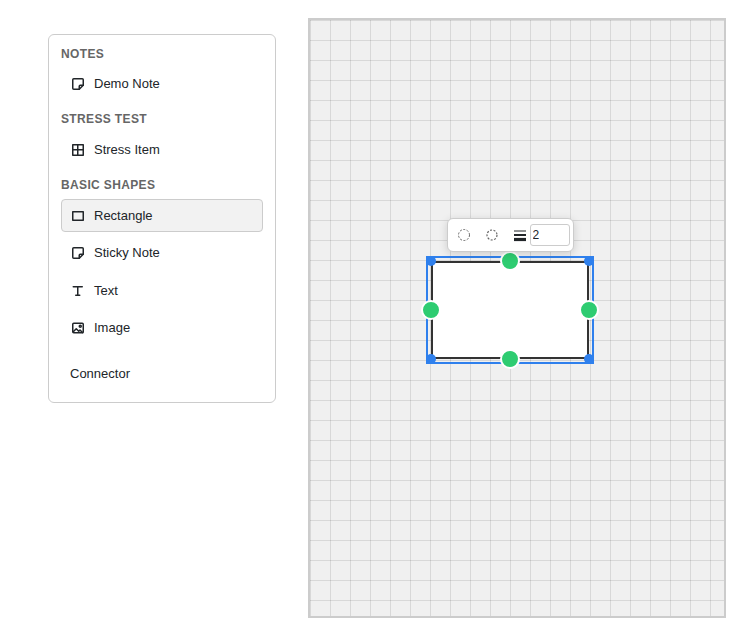 NOTES
Demo Note
STRESS TEST
Stress Item
BASIC SHAPES
Rectangle
Sticky Note
Text
Image
Connector
2